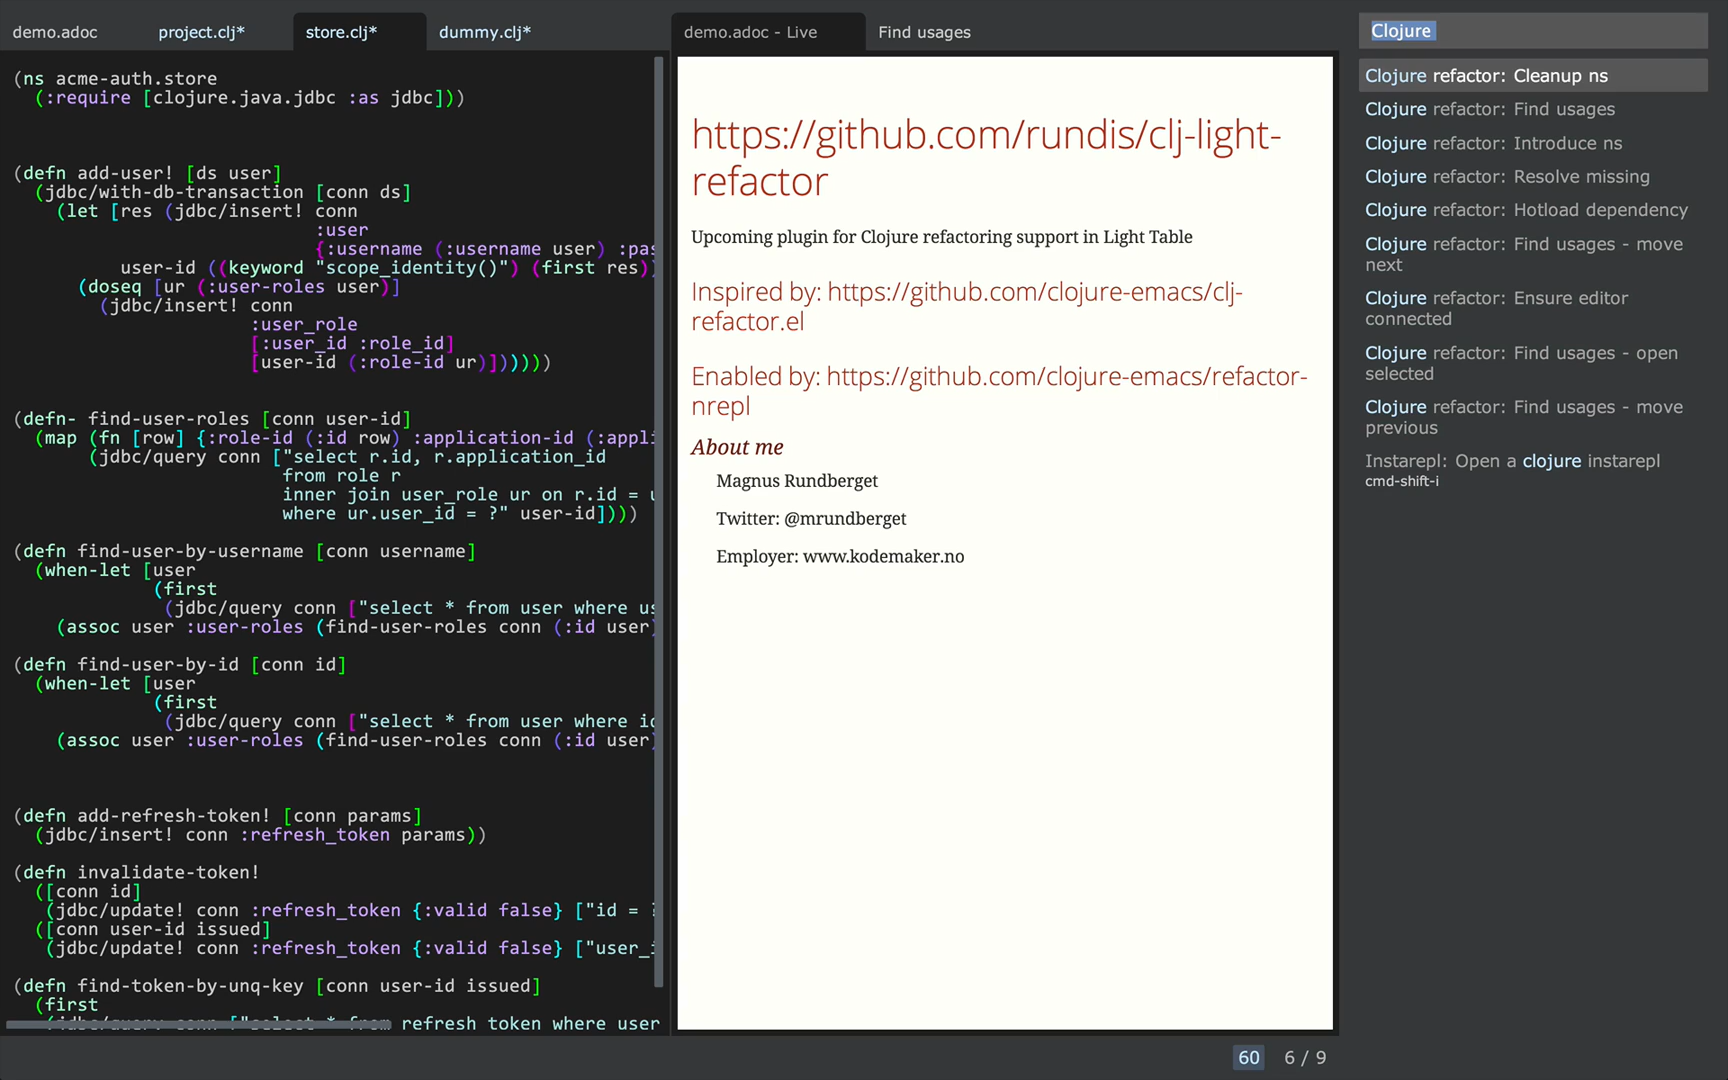 demo.adoc project.clj* store.clj* dummy.clj*
(ns acme-auth.store
(:require [clojure.java.jdbc :as jdbc]))
(defn add-user! [ds user]
(jdbc/with-db-transaction [conn ds]
(let [res (jdbc/insert! conn
:user
{:username (:username user) :pas
user-id ((keyword "scope_identity()") (first res))
(doseq [ur (:user-roles user)]
(jdbc/insert! conn
:user_role
[:user_id :role_id]
[user-id (:role-id ur)])))))))
(defn- find-user-roles [conn user-id]
(map (fn [row] {:role-id (:id row) :application-id (:appli
(jdbc/query conn ["select r.id, r.application_id
from role r
inner join user_role ur on r.id = u
where ur.user_id = ?" user-id])))
(defn find-user-by-username [conn username]
(when-let [user
(first
(jdbc/query conn ["select * from user where us
(assoc user :user-roles (find-user-roles conn (:id user)
(defn find-user-by-id [conn id]
(when-let [user
(first
(jdbc/query conn ["select * from user where id
(assoc user :user-roles (find-user-roles conn (:id user)
(defn add-refresh-token! [conn params]
(jdbc/insert! conn :refresh_token params))
(defn invalidate-token!
([conn id]
(jdbc/update! conn :refresh_token {:valid false} ["id = ?
([conn user-id issued]
(jdbc/update! conn :refresh_token {:valid false} ["user_i
(defn find-token-by-unq-key [conn user-id issued]
(first
(jdbc/query conn ["select * from refresh_token where user
demo.adoc - Live Find usages
https://github.com/rundis/clj-light-
refactor
Upcoming plugin for Clojure refactoring support in Light Table
Inspired by: https://github.com/clojure-emacs/clj-
refactor.el
Enabled by: https://github.com/clojure-emacs/refactor-
nrepl
About me
Magnus Rundberget
Twitter: @mrundberget
Employer: www.kodemaker.no
Clojure
Clojure refactor: Cleanup ns
Clojure refactor: Find usages
Clojure refactor: Introduce ns
Clojure refactor: Resolve missing
Clojure refactor: Hotload dependency
Clojure refactor: Find usages - move
next
Clojure refactor: Ensure editor
connected
Clojure refactor: Find usages - open
selected
Clojure refactor: Find usages - move
previous
Instarepl: Open a clojure instarepl
cmd-shift-i
60 6 / 9